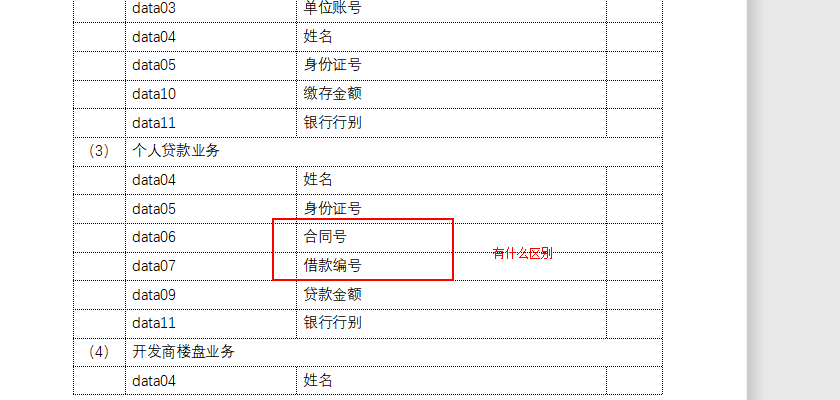 data03 单位账号
data04 姓名
data05 身份证号
data10 缴存金额
data11 银行行别
（3） 个人贷款业务
data04 姓名
data05 身份证号
data06 合同号
有什么区别
data07 借款编号
data09 贷款金额
data11 银行行别
（4） 开发商楼盘业务
data04 姓名